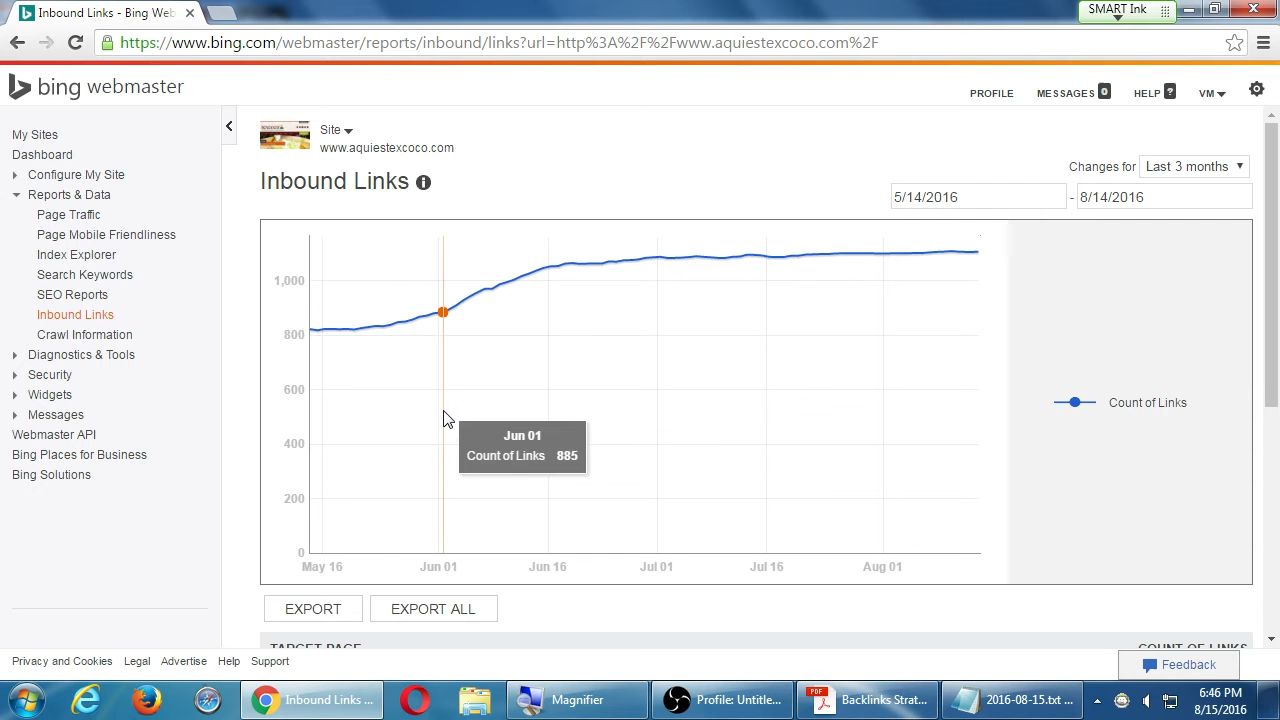 Inbound Links - Bing Web
SMART Ink
https://www.bing.com/webmaster/reports/inbound/links?url=http%3A%2F%2Fwww.aquiestexcoco.com%2F
bing webmaster
PROFILE MESSAGES 0 HELP ? VM
My Sites
Dashboard
Configure My Site
Reports & Data
Page Traffic
Page Mobile Friendliness
Index Explorer
Search Keywords
SEO Reports
Inbound Links
Crawl Information
Diagnostics & Tools
Security
Widgets
Messages
Webmaster API
Bing Places for Business
Bing Solutions
Site
www.aquiestexcoco.com
Inbound Links
Changes for Last 3 months
5/14/2016 - 8/14/2016
1,000
800
600
400
200
0
May 16 Jun 01 Jun 16 Jul 01 Jul 16 Aug 01
Jun 01
Count of Links 885
Count of Links
EXPORT EXPORT ALL
TARGET PAGE COUNT OF LINKS
Privacy and Cookies Legal Advertise Help Support
Feedback
Inbound Links ... Magnifier Profile: Untitle... Backlinks Strat... 2016-08-15.txt ...
6:46 PM
8/15/2016